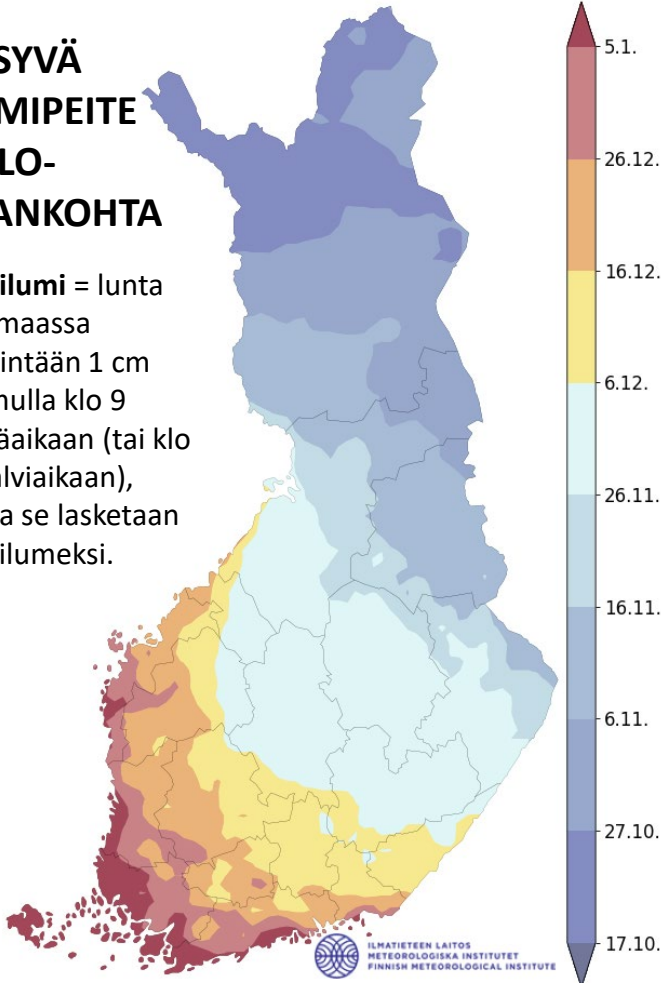 SYVÄ
MIPEITE
LO-
ANKOHTA
ilumi = lunta
maassa
intään 1 cm
mulla klo 9
äaikaan (tai klo
alviaikaan),
a se lasketaan
ilumeksi.
5.1.
26.12.
16.12.
6.12.
26.11.
16.11.
6.11.
27.10.
17.10.
ILMATIETEEN LAITOS
METEOROLOGISKA INSTITUTET
FINNISH METEOROLOGICAL INSTITUTE